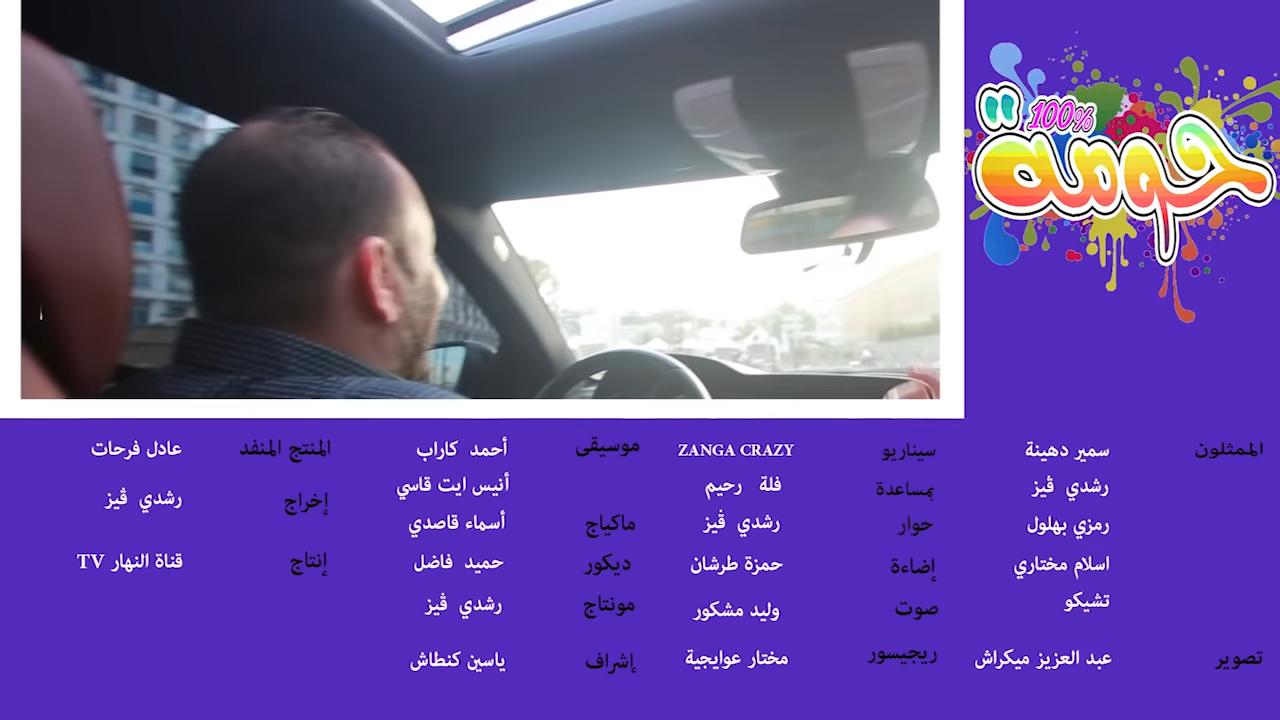 100%
حومة
الممثلون
سمير دهينة
رشدي ڤيز
رمزي بهلول
اسلام مختاري
تشيكو
تصوير
عبد العزيز ميكراش
سيناريو
ZANGA CRAZY
بمساعدة
فلة رحيم
حوار
رشدي ڤيز
إضاءة
حمزة طرشان
صوت
وليد مشكور
ريجيسور
مختار عوايجية
موسيقى
أحمد كاراب
أنيس ايت قاسي
ماكياج
أسماء قاصدي
ديكور
حميد فاضل
مونتاج
رشدي ڤيز
إشراف
ياسين كنطاش
المنتج المنفد
عادل فرحات
إخراج
رشدي ڤيز
إنتاج
قناة النهار TV